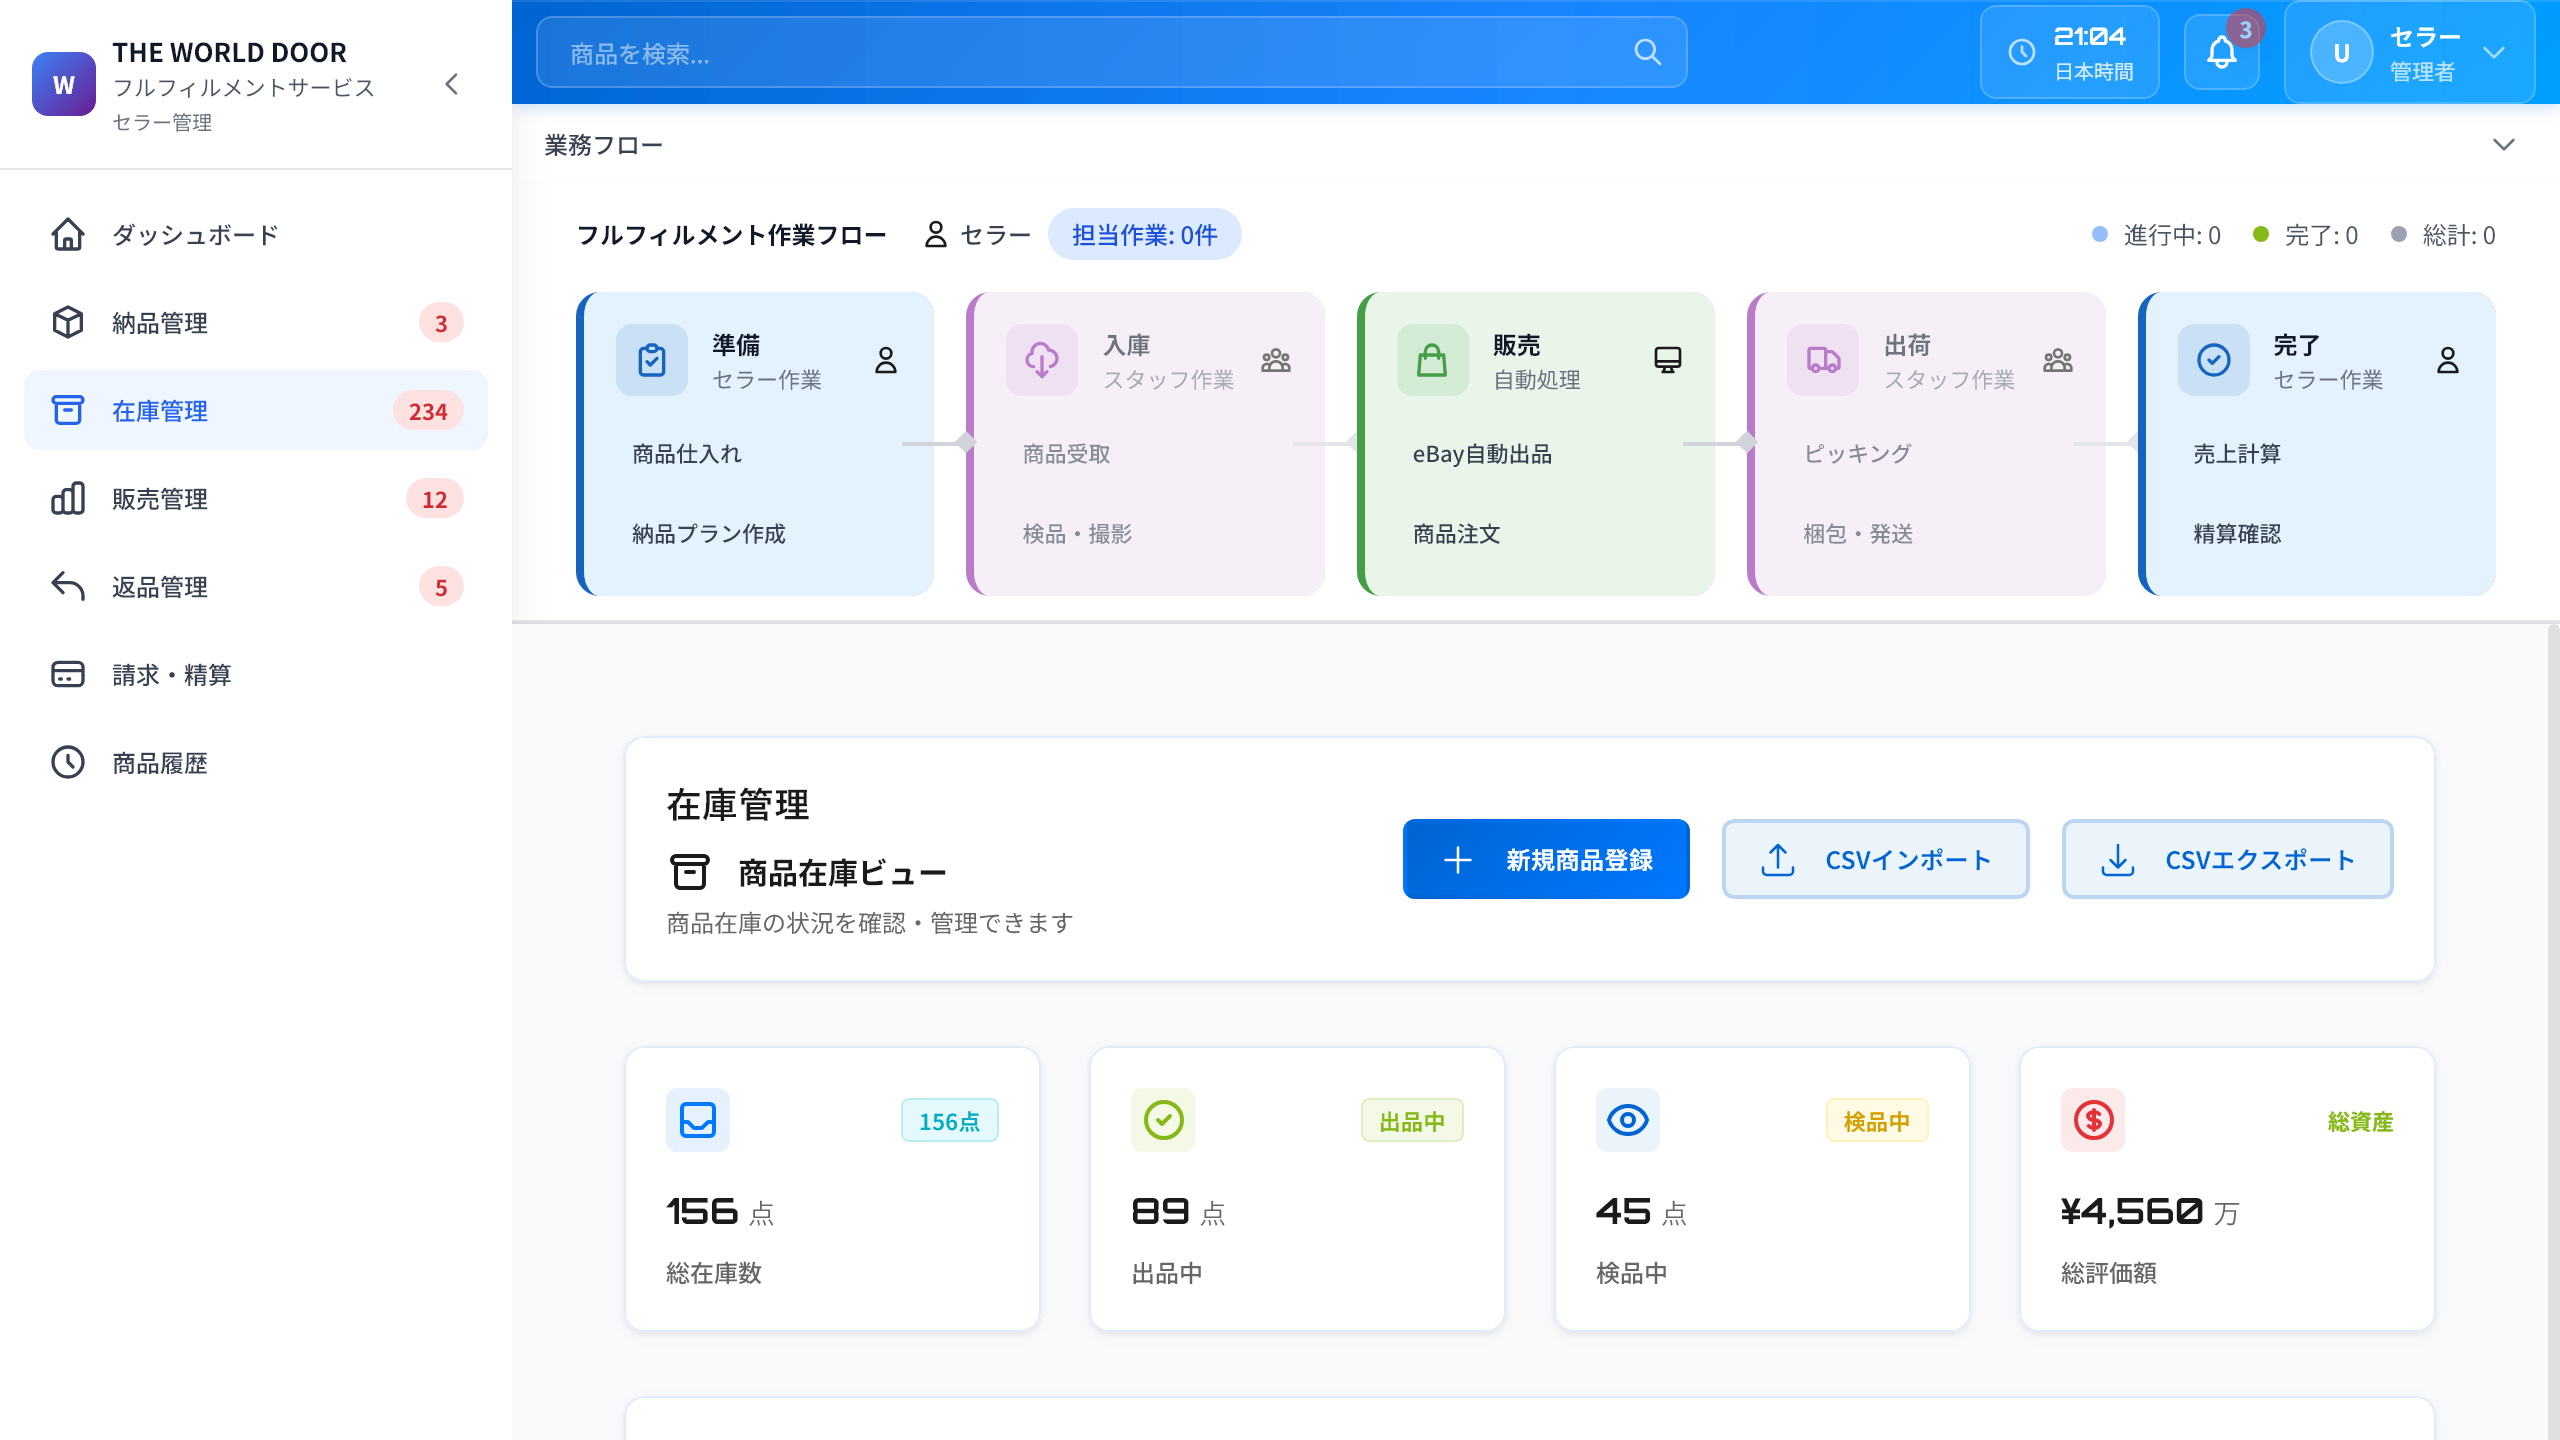 W
THE WORLD DOOR
フルフィルメントサービス
セラー管理
ダッシュボード
納品管理
3
在庫管理
234
販売管理
12
返品管理
5
請求・精算
商品履歴
商品を検索...
21:04
日本時間
3
U
セラー
管理者
業務フロー
フルフィルメント作業フロー
セラー
担当作業: 0件
進行中: 0
完了: 0
総計: 0
準備
セラー作業
商品仕入れ
納品プラン作成
入庫
スタッフ作業
商品受取
検品・撮影
販売
自動処理
eBay自動出品
商品注文
出荷
スタッフ作業
ピッキング
梱包・発送
完了
セラー作業
売上計算
精算確認
在庫管理
商品在庫ビュー
商品在庫の状況を確認・管理できます
新規商品登録
CSVインポート
CSVエクスポート
156点
156 点
総在庫数
出品中
89 点
出品中
検品中
45 点
検品中
総資産
¥4,560 万
総評価額